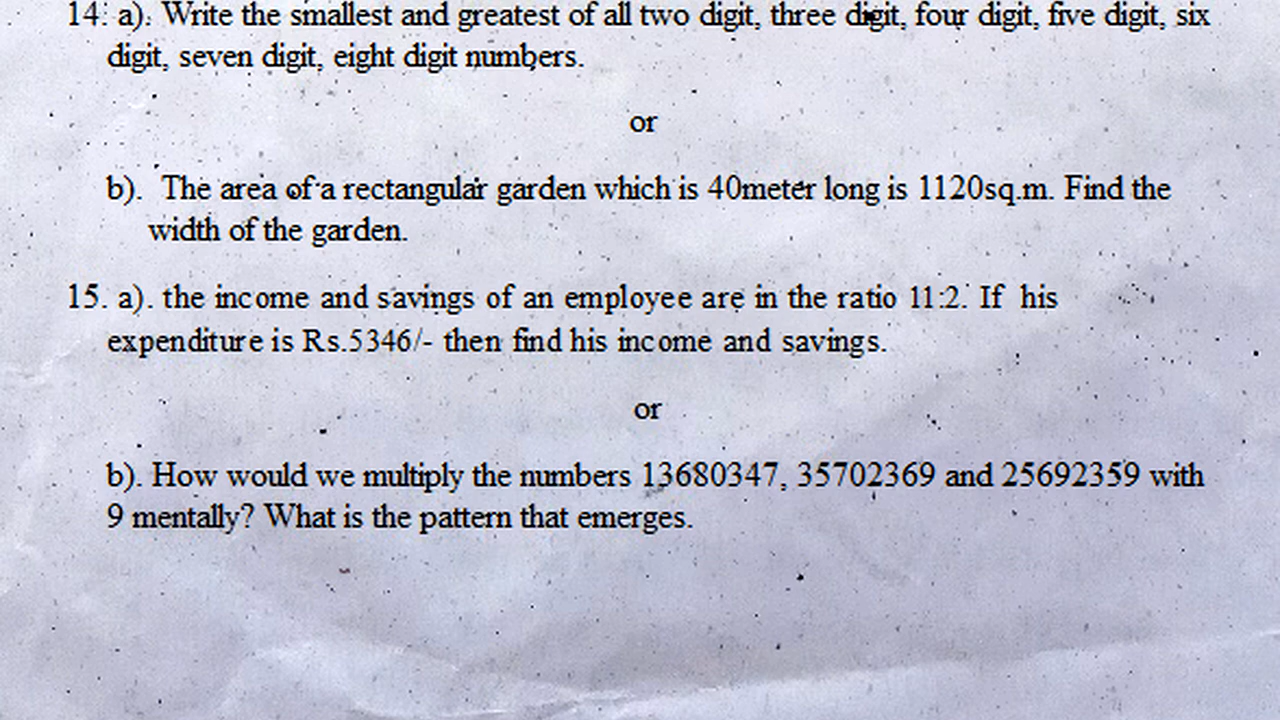 14. a). Write the smallest and greatest of all two digit, three digit, four digit, five digit, six
digit, seven digit, eight digit numbers.
or
b). The area of a rectangular garden which is 40meter long is 1120sq.m. Find the
width of the garden.
15. a). the income and savings of an employee are in the ratio 11:2. If his
expenditure is Rs.5346/- then find his income and savings.
or
b). How would we multiply the numbers 13680347, 35702369 and 25692359 with
9 mentally? What is the pattern that emerges.